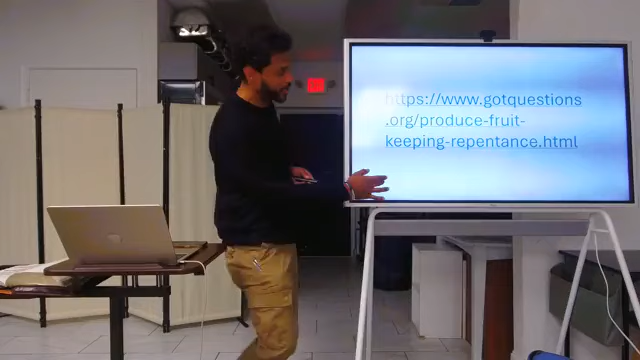 https://www.gotquestions
.org/produce-fruit-
keeping-repentance.html